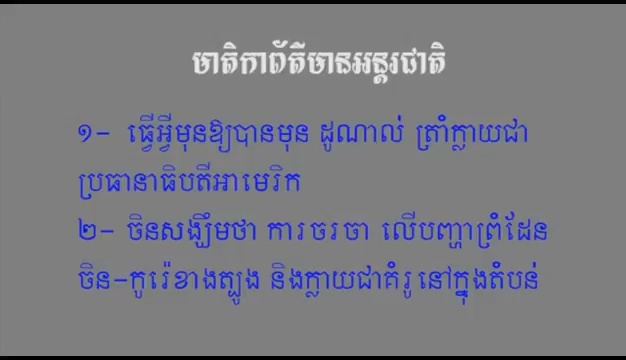 មាតិកាព័ត៌មានអន្តរជាតិ
១- ធ្វើអ្វីមុនឱ្យបានមុន ដូណាល់ ត្រាំក្លាយជា
ប្រធានាធិបតីអាមេរិក
២- ចិនសង្ឃឹមថា ការចរចា លើបញ្ហាព្រំដែន
ចិន-កូរ៉េខាងត្បូង និងក្លាយជាគំរូ នៅក្នុងតំបន់